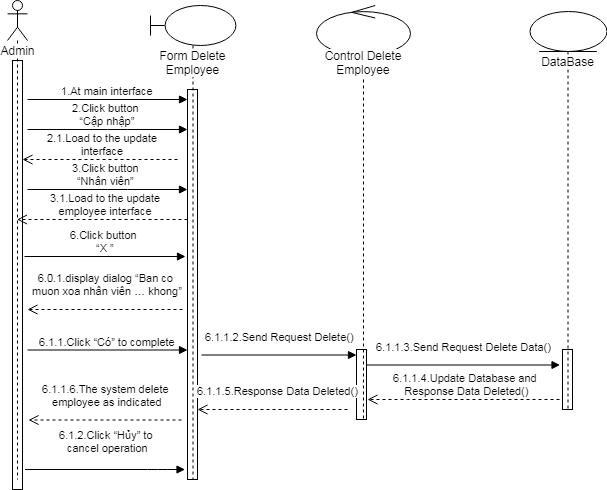 Admin
Form Delete
Employee
Control Delete
Employee
DataBase
1.At main interface
2.Click button
“Cập nhập”
2.1.Load to the update
interface
3.Click button
“Nhân viên”
3.1.Load to the update
employee interface
6.Click button
“X ”
6.0.1.display dialog “Ban co
muon xoa nhân viên ... khong”
6.1.1.Click “Có” to complete
6.1.1.2.Send Request Delete()
6.1.1.3.Send Request Delete Data()
6.1.1.4.Update Database and
Response Data Deleted()
6.1.1.5.Response Data Deleted()
6.1.1.6.The system delete
employee as indicated
6.1.2.Click “Hủy” to
cancel operation